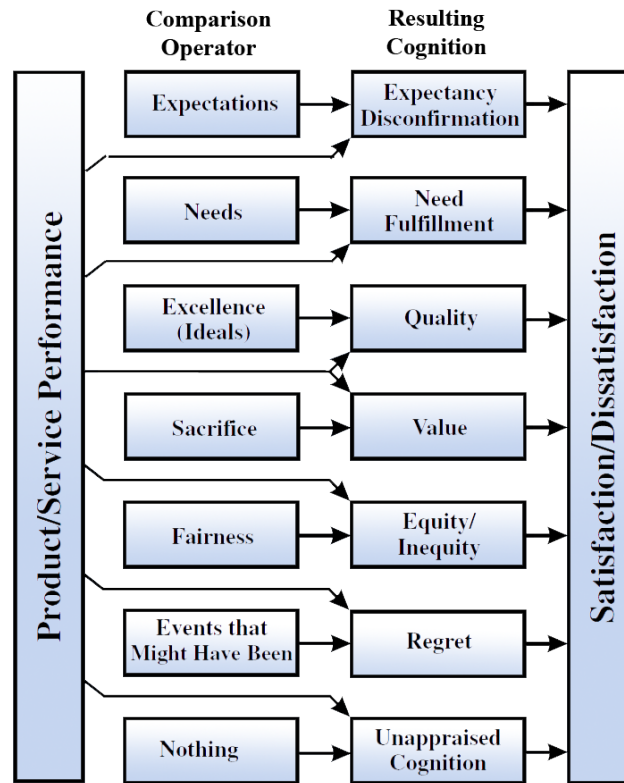 Comparison
Operator
Resulting
Cognition
Product/Service Performance
Expectations
Expectancy
Disconfirmation
Needs
Need
Fulfillment
Excellence
(Ideals)
Quality
Sacrifice
Value
Fairness
Equity/
Inequity
Events that
Might Have Been
Regret
Nothing
Unappraised
Cognition
Satisfaction/Dissatisfaction